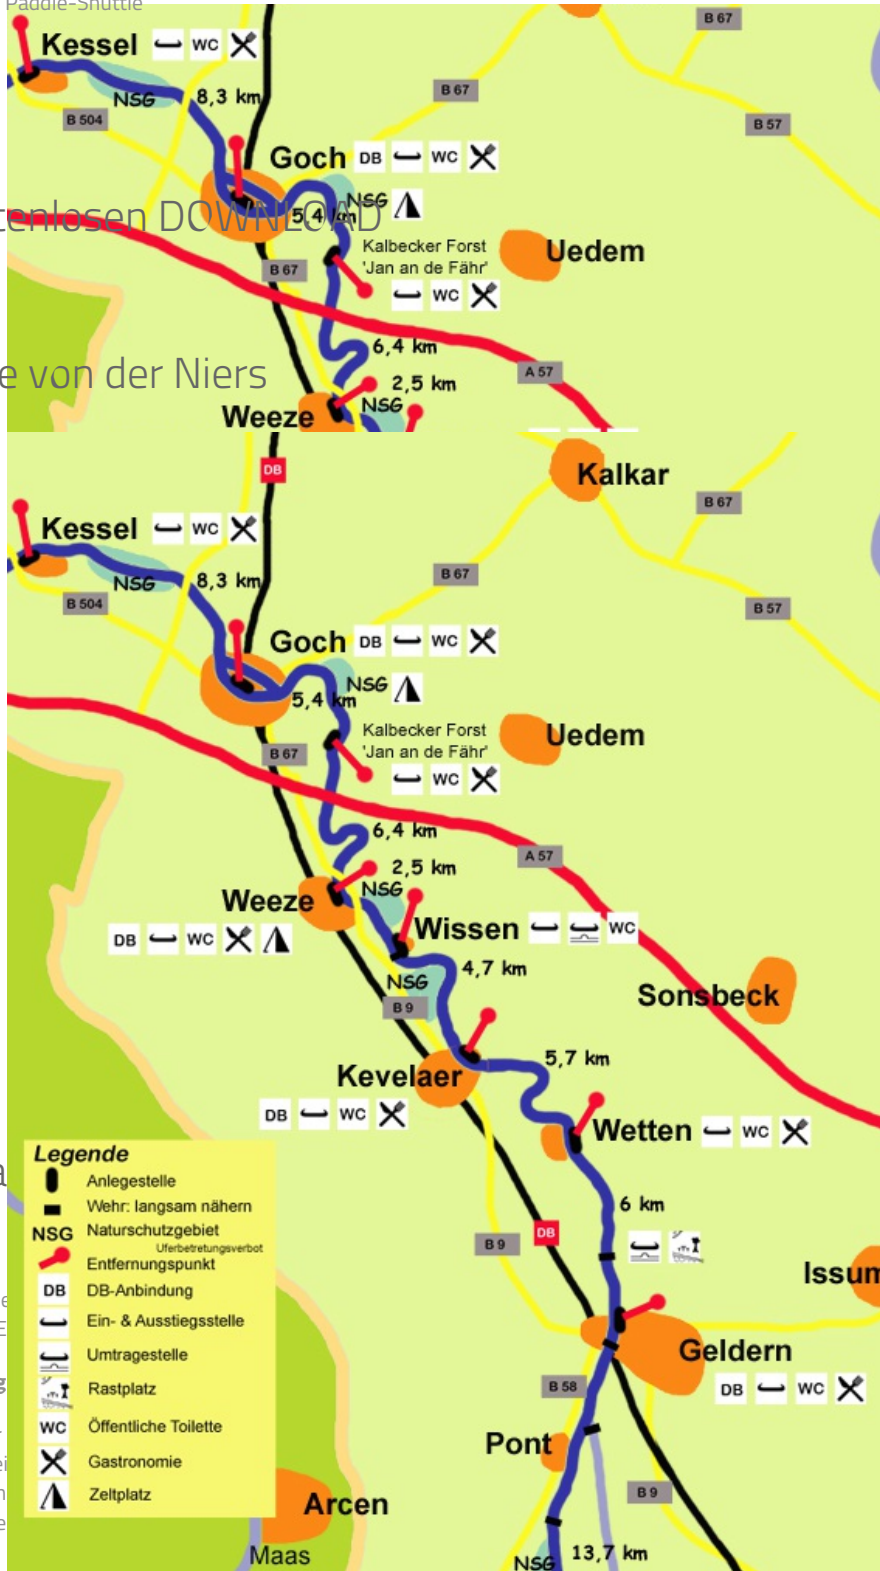 Paddle-Shuttle
B 67
Kessel WC
NSG
8,3 km
B 67
B 504
B 57
Goch DB WC
NSG
5,4 km
tenlosen DOWNLOAD
Kalbecker Forst
'Jan an de Fähr'
Uedem
B 67
WC
6,4 km
e von der Niers
A 57
2,5 km
NSG
Weeze
DB
Kalkar
B 67
Kessel WC
NSG
8,3 km
B 67
B 504
B 57
Goch DB WC
NSG
5,4 km
Kalbecker Forst
'Jan an de Fähr'
Uedem
B 67
WC
6,4 km
A 57
2,5 km
NSG
Weeze
DB WC
Wissen WC
4,7 km
NSG
B 9
Sonsbeck
5,7 km
Kevelaer
DB WC
Wetten WC
6 km
DB
B 9
Issum
Geldern
DB WC
B 58
Pont
B 9
13,7 km
NSG
Legende
Anlegestelle
Wehr: langsam nähern
NSG Naturschutzgebiet
Uferbetretungsverbot
Entfernungspunkt
DB DB-Anbindung
Ein- & Ausstiegsstelle
Umtragestelle
Rastplatz
WC Öffentliche Toilette
Gastronomie
Zeltplatz
Arcen
Maas